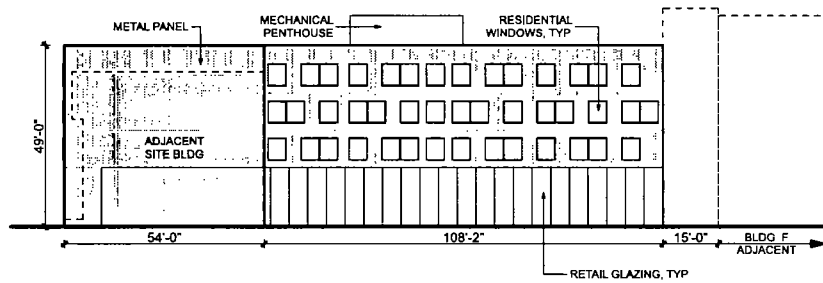 METAL PANEL
MECHANICAL
PENTHOUSE
RESIDENTIAL
WINDOWS, TYP
49'-0"
ADJACENT
SITE BLDG
54'-0"
108'-2"
15'-0"
BLDG F
ADJACENT
RETAIL GLAZING, TYP